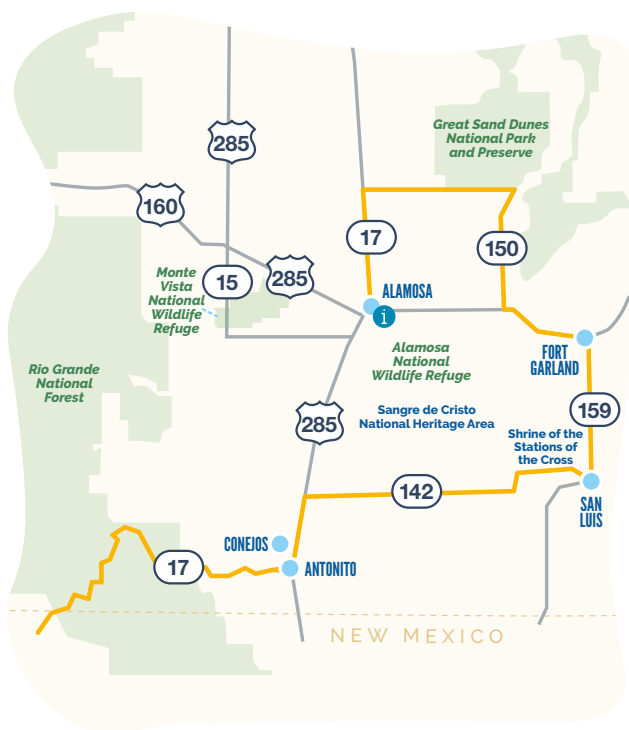 Great Sand Dunes
National Park
and Preserve
285
160
17
150
Monte
Vista
National
Wildlife
Refuge
15
285
ALAMOSA
i
Alamosa
National
Wildlife Refuge
FORT
GARLAND
Rio Grande
National
Forest
285
Sangre de Cristo
National Heritage Area
159
Shrine of the
Stations of
the Cross
142
SAN
LUIS
CONEJOS
17
ANTONITO
NEW MEXICO